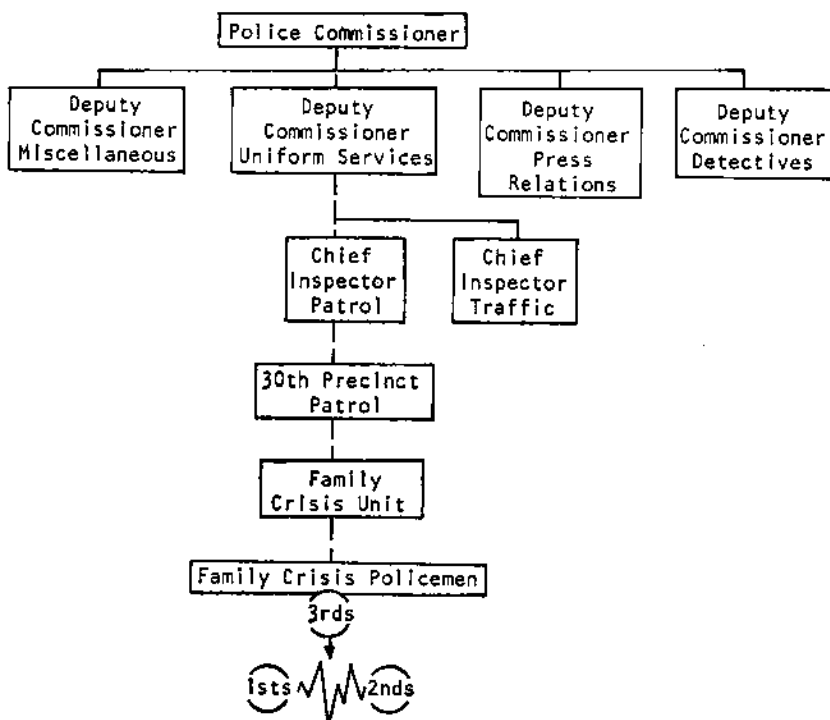 Police Commissioner
Deputy
Commissioner
Miscellaneous
Deputy
Commissioner
Uniform Services
Deputy
Commissioner
Press
Relations
Deputy
Commissioner
Detectives
Chief
Inspector
Patrol
Chief
Inspector
Traffic
30th Precinct
Patrol
Family
Crisis Unit
Family Crisis Policemen
3rds
1sts
2nds